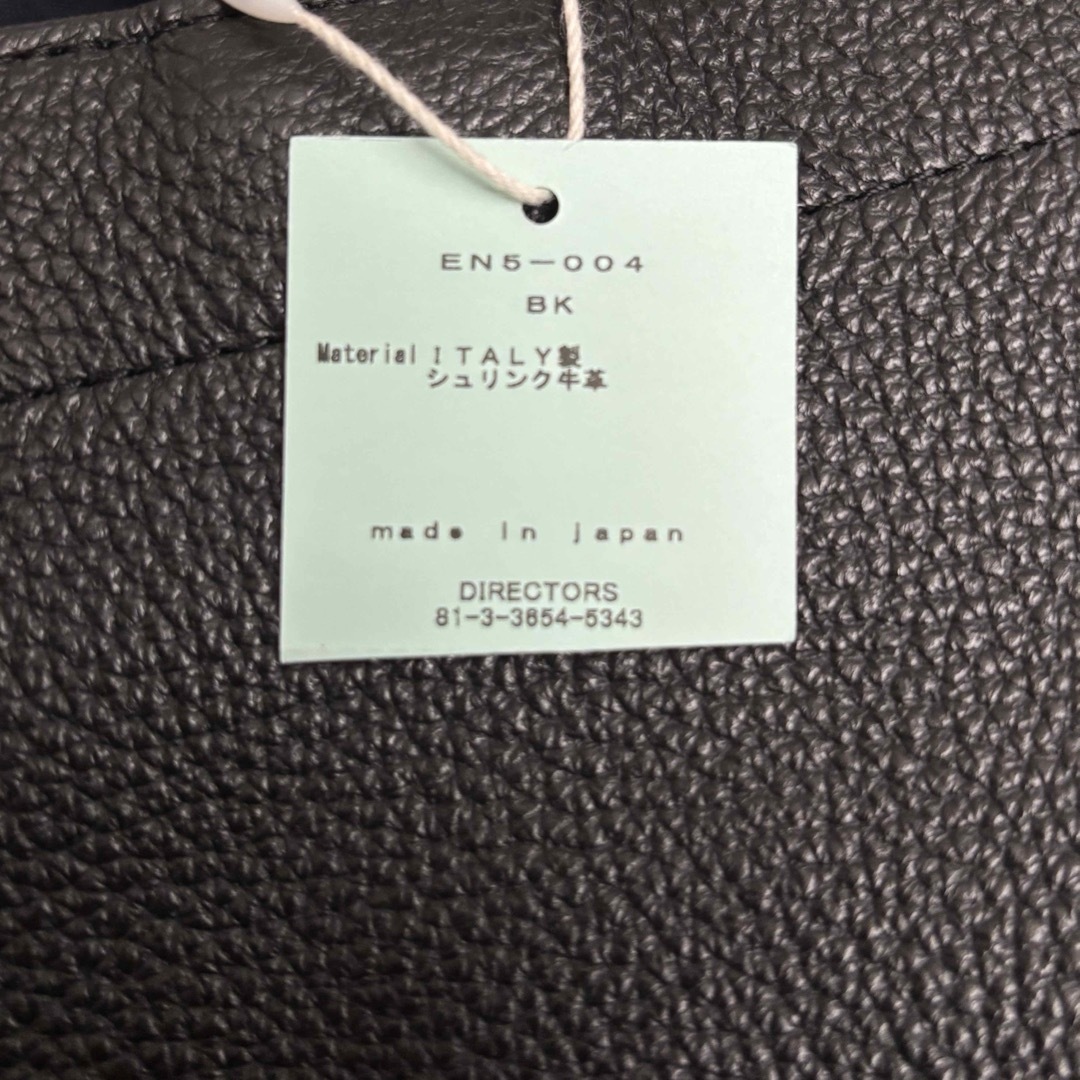 EN5-004
BK
Material ITALY製
シュリンク牛革
made in japan
DIRECTORS
81-3-3654-5343